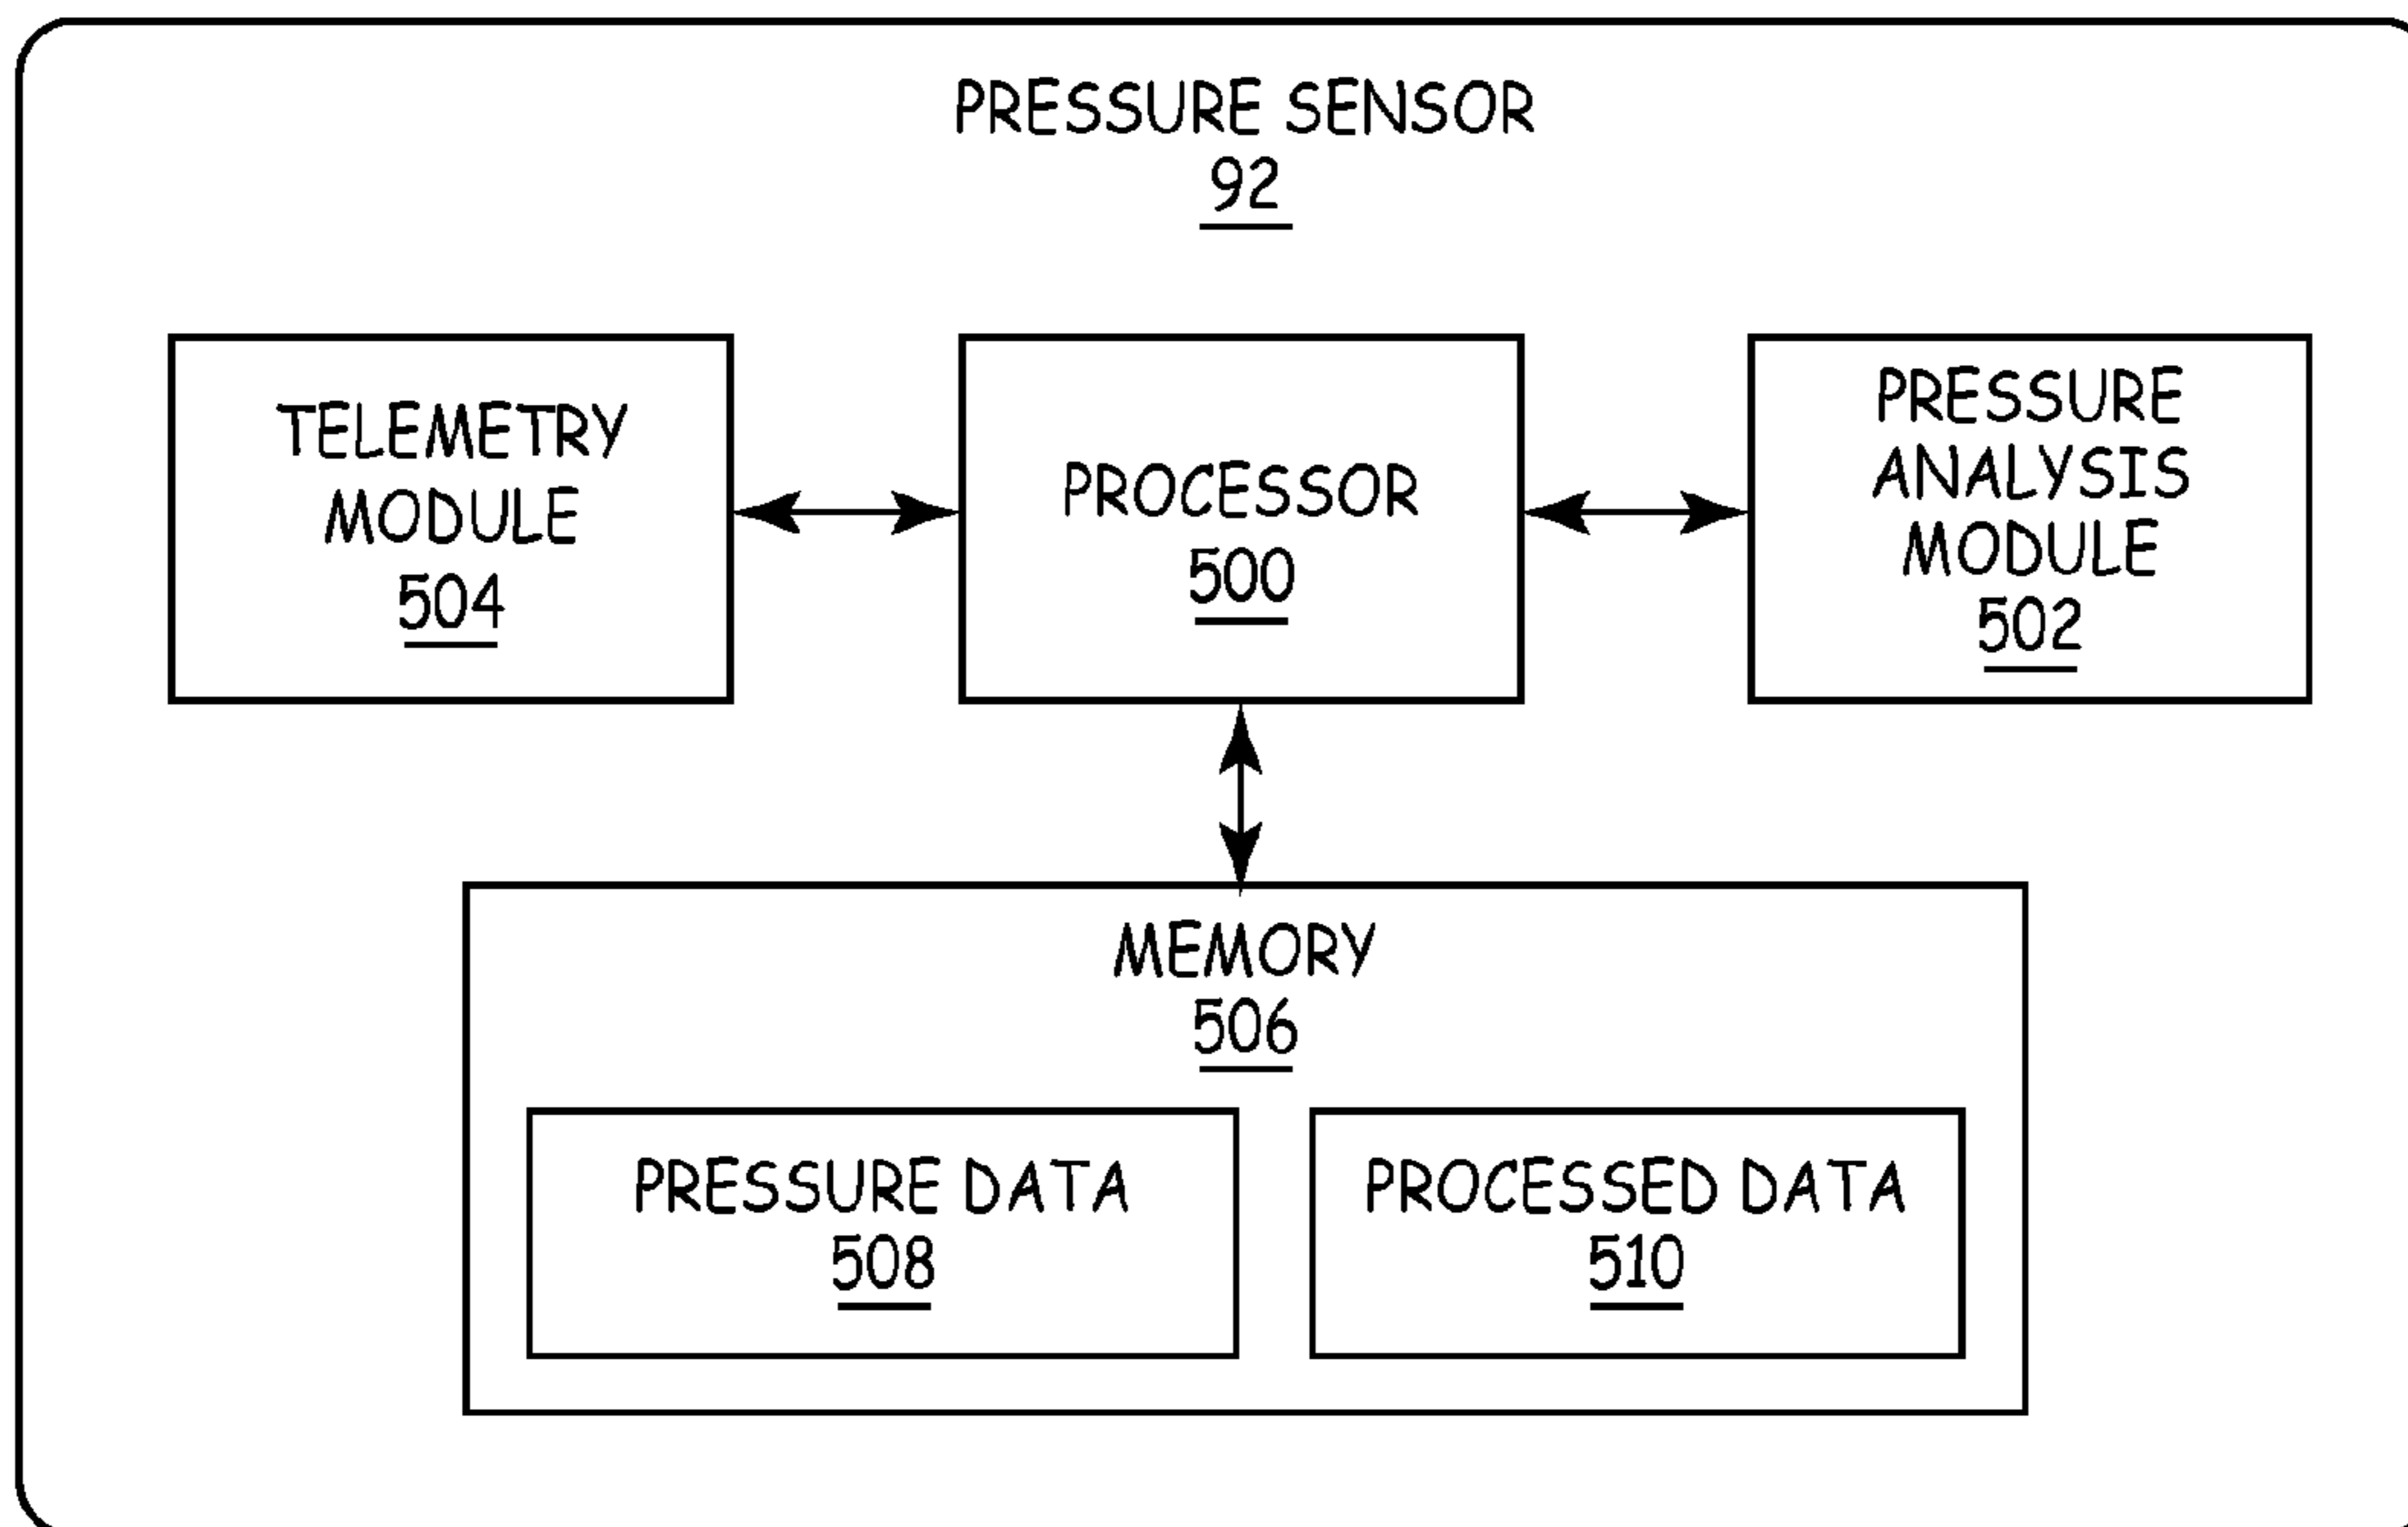 PRESSURE SENSOR
92
TELEMETRY
MODULE
504
PROCESSOR
500
PRESSURE
ANALYSIS
MODULE
502
MEMORY
506
PRESSURE DATA
508
PROCESSED DATA
510